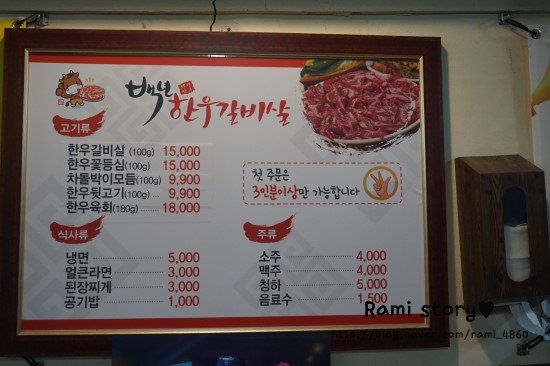 백년
한우갈비살
고기류
한우갈비살 (100g) 15,000
한우꽃등심 (100g) 15,000
차돌박이모듬 (100g) 9,900
한우뒷고기 (100g) ... 9,900
한우육회 (180g) ....... 18,000
첫 주문은
3인분이상만 가능합니다
식사류
냉면 5,000
얼큰라면 3,000
된장찌개 3,000
공기밥 1,000
주류
소주 4,000
맥주 4,000
청하 5,000
음료수 1,500
Rami story♥